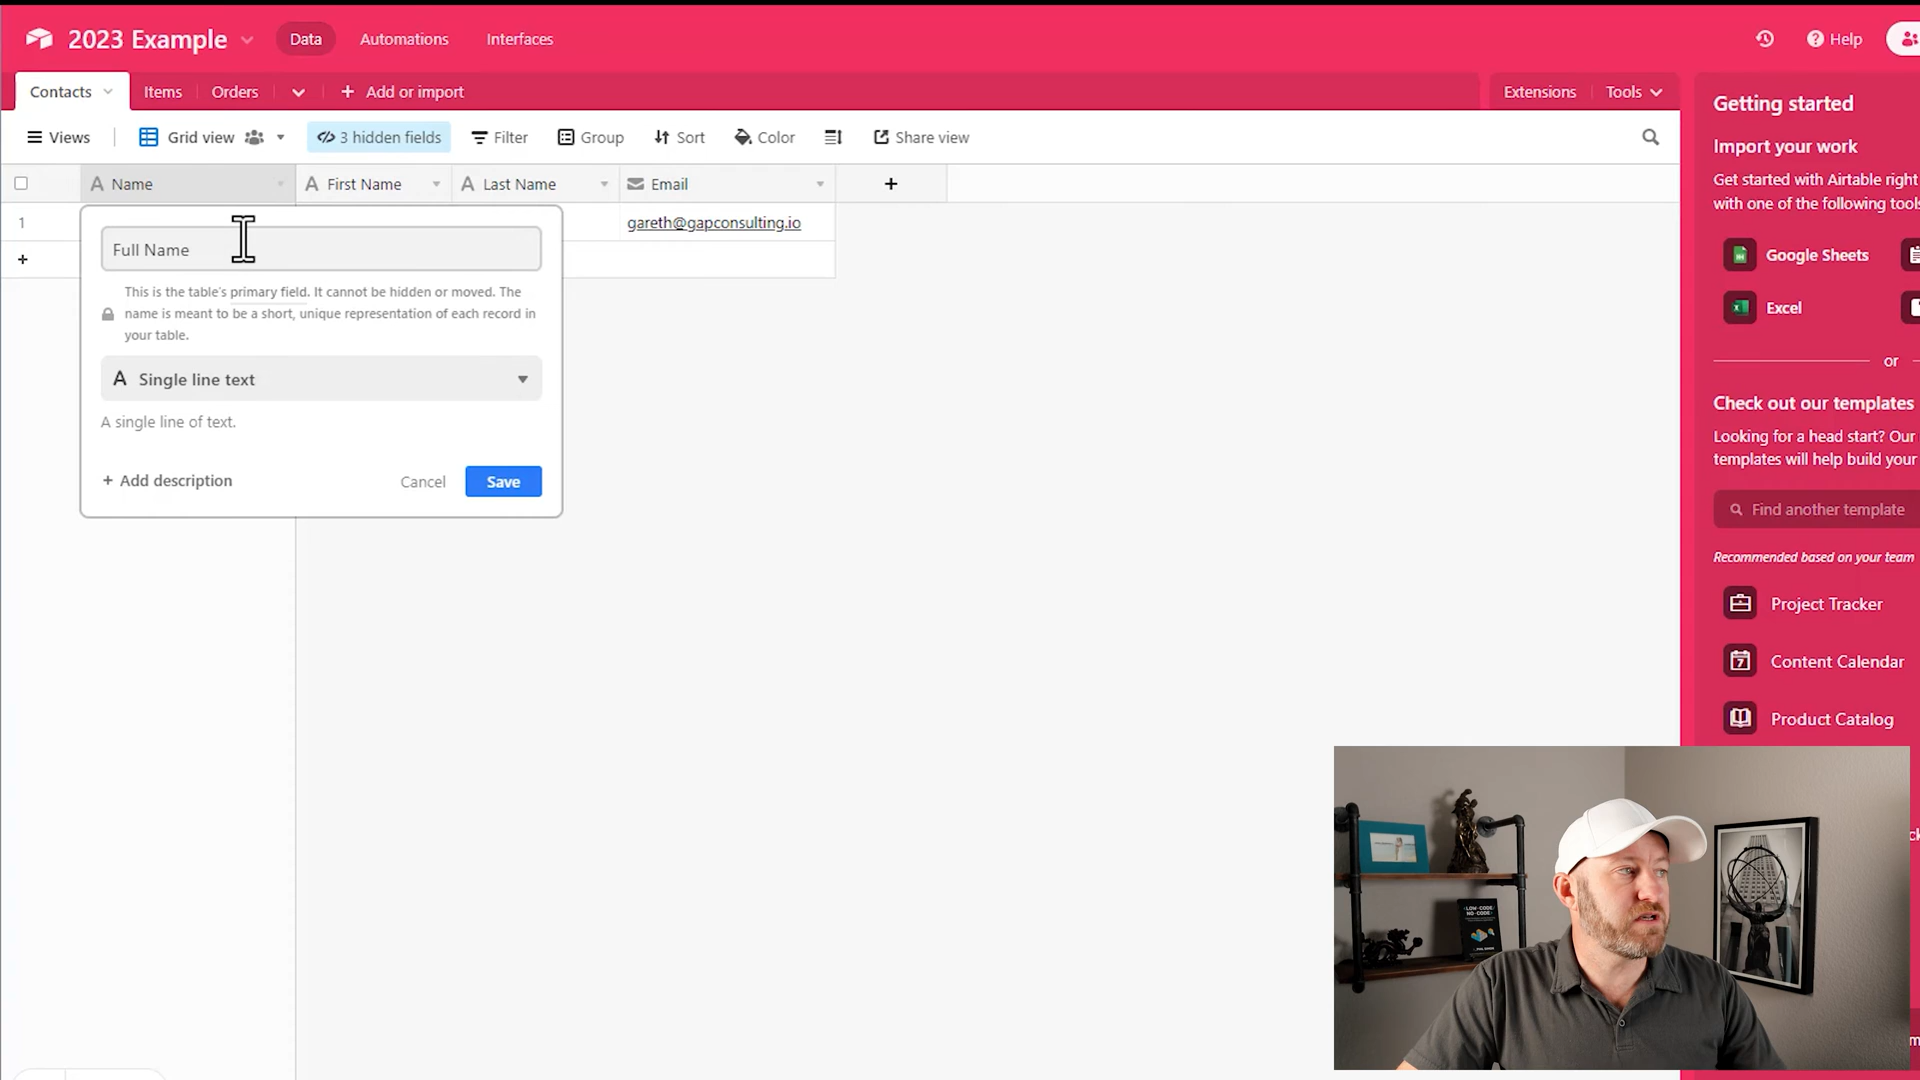 2023 Example
Data
Automations
Interfaces
Help
Contacts
Items
Orders
+ Add or import
Extensions
Tools
Views
Grid view
3 hidden fields
Filter
Group
Sort
Color
Share view
Name
First Name
Last Name
Email
+
1
gareth@gapconsulting.io
+
Full Name
This is the table's primary field. It cannot be hidden or moved. The
name is meant to be a short, unique representation of each record in
your table.
Single line text
A single line of text.
+ Add description
Cancel
Save
Getting started
Import your work
Get started with Airtable right
with one of the following tools
Google Sheets
Excel
or
Check out our templates
Looking for a head start? Our
templates will help build your
Find another template
Recommended based on your team
Project Tracker
Content Calendar
Product Catalog
LOW-CODE/
NO-CODE